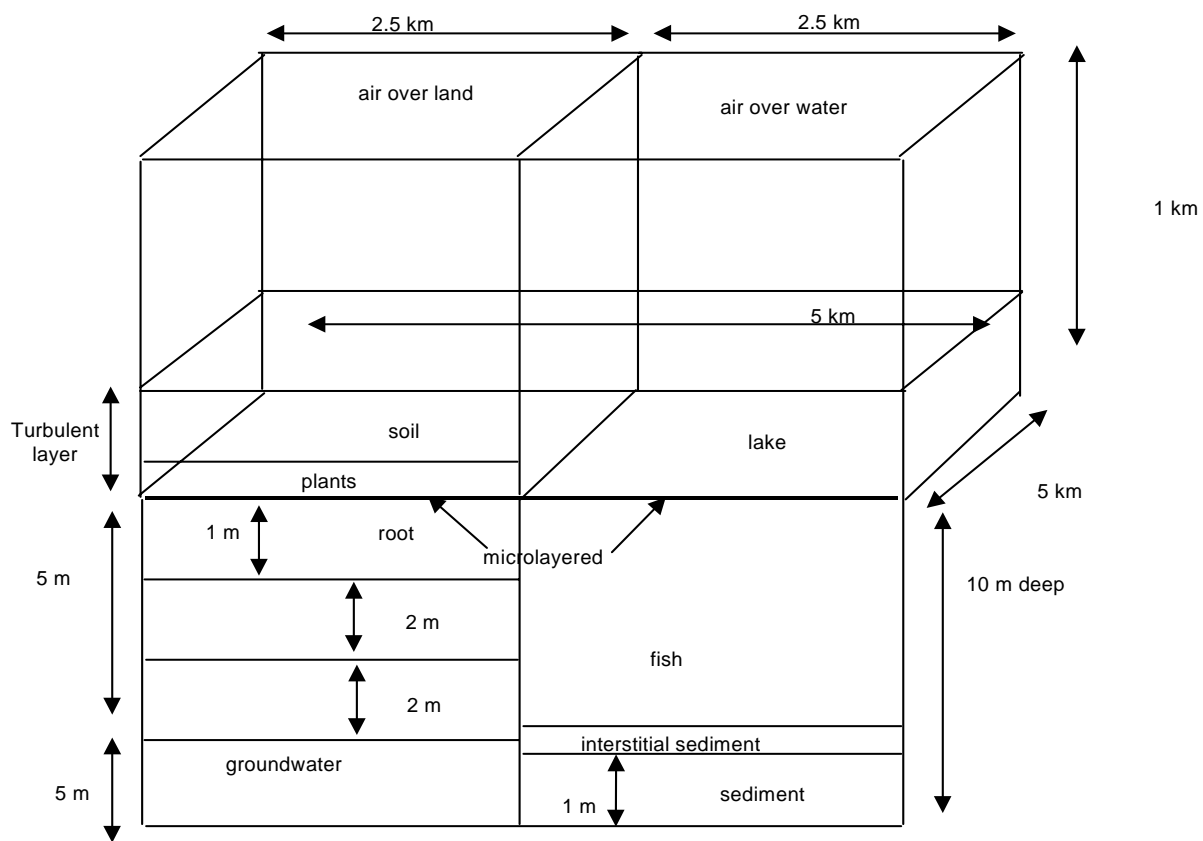 2.5 km
2.5 km
air over land
air over water
1 km
5 km
Turbulent
layer
soil
lake
plants
5 km
1 m
root
microlayered
5 m
10 m deep
2 m
fish
2 m
interstitial sediment
groundwater
5 m
1 m
sediment